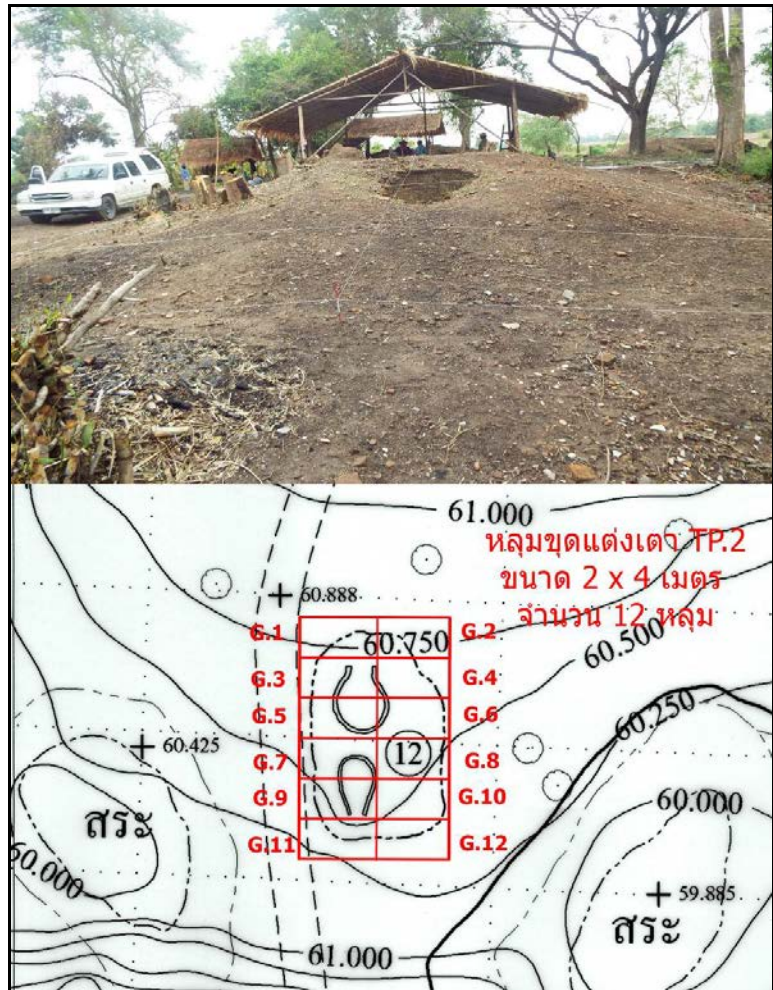 61.000
หลุมขุดแต่งเตา TP.2
ขนาด 2 x 4 เมตร
จำนวน 12 หลุม
60.888
G.1
60.750
G.2
60.500
G.3
G.4
G.5
G.6
60.250
60.425
G.7
12
G.8
G.9
G.10
60.000
สระ
G.11
G.12
60.000
59.885
สระ
61.000